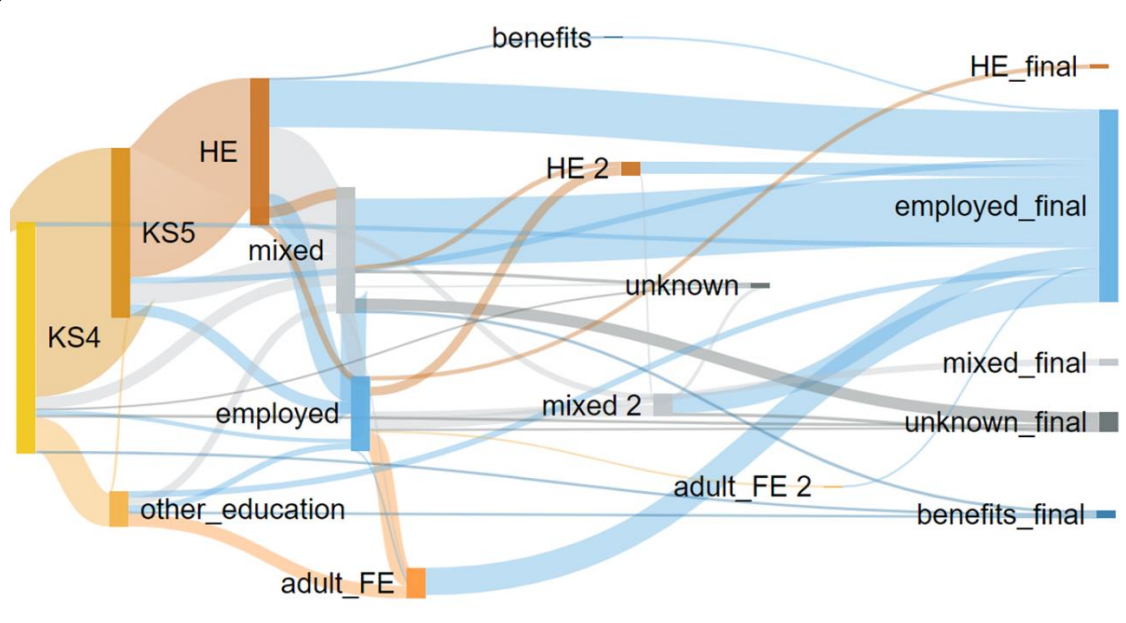 benefits
HE_final
HE
HE 2
employed_final
KS5
mixed
unknown
KS4
mixed_final
employed
mixed 2
unknown_final
adult_FE 2
other_education
benefits_final
adult_FE